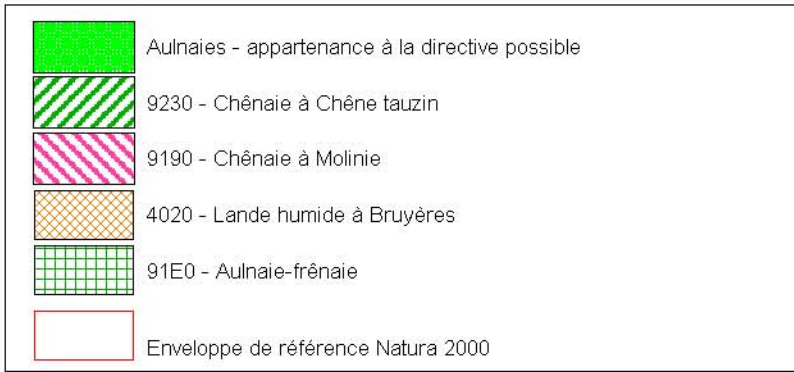 Aulnaies - appartenance à la directive possible
9230 - Chênaie à Chêne tauzin
9190 - Chênaie à Molinie
4020 - Lande humide à Bruyères
91E0 - Aulnaie-frênaie
Enveloppe de référence Natura 2000